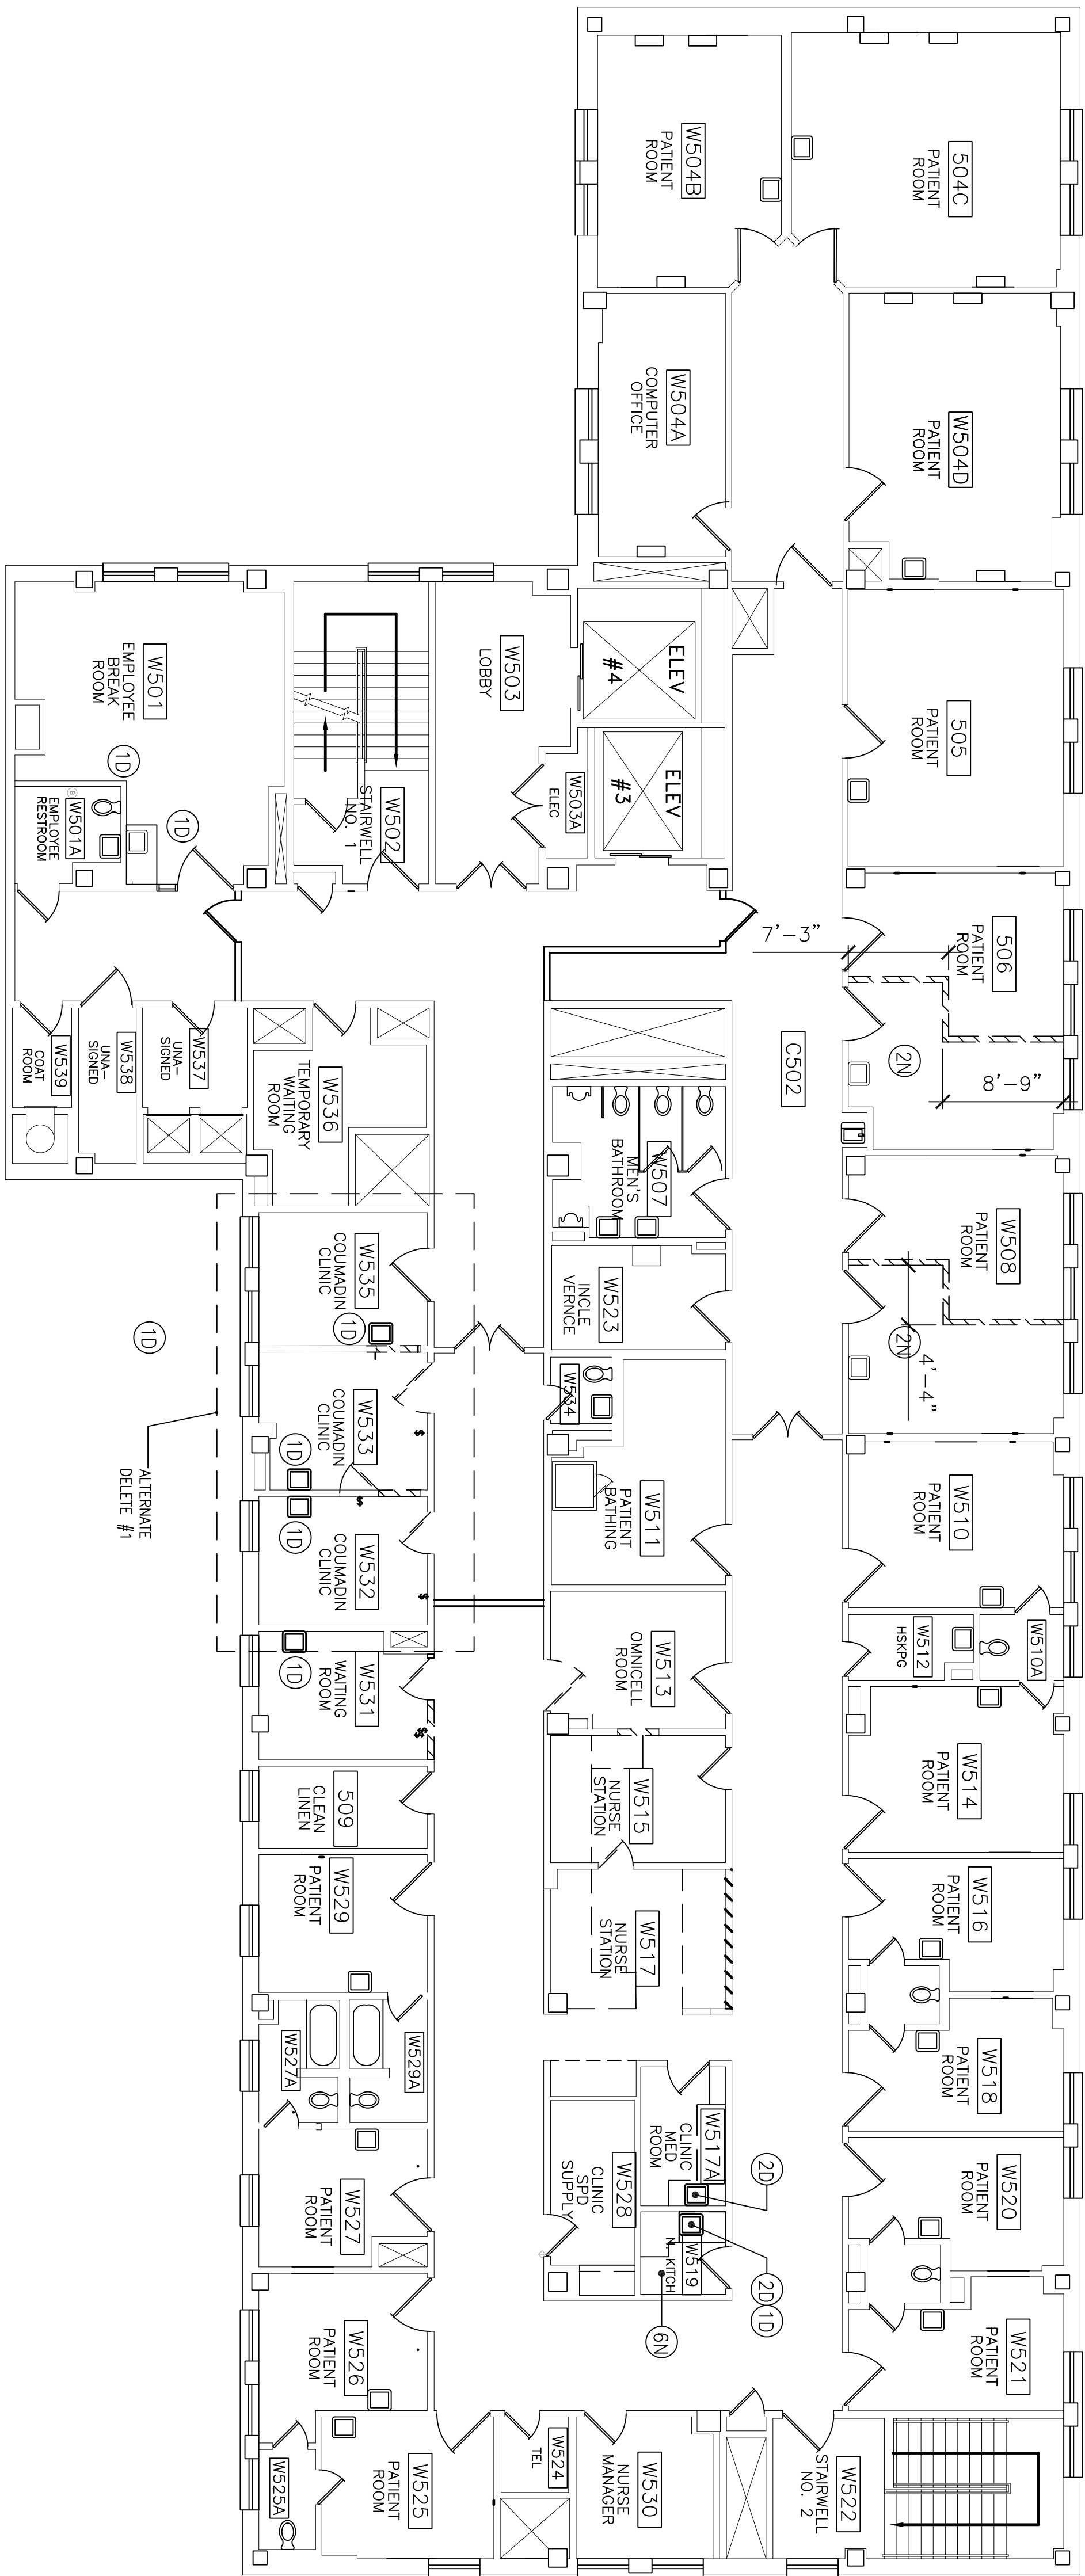 504C
PATIENT
ROOM
W504B
PATIENT
ROOM
W504D
PATIENT
ROOM
W504A
COMPUTER
OFFICE
505
PATIENT
ROOM
ELEV
#4
ELEV
#3
W503
LOBBY
W503A
ELEC
W502
STAIRWELL
NO. 1
W501
EMPLOYEE
BREAK
ROOM
1D
1D
W501A
EMPLOYEE
RESTROOM
506
PATIENT
ROOM
7'-3"
8'-9"
2N
C502
W507
MEN'S
BATHROOM
W536
TEMPORARY
WAITING
ROOM
W537
UNA-
SIGNED
W538
UNA-
SIGNED
W539
COAT
ROOM
W508
PATIENT
ROOM
2N
4'-4"
W523
INCLE
VERNCE
W534
W535
COUMADIN
CLINIC
1D
1D
W533
COUMADIN
CLINIC
$
1D
1D
$
W532
COUMADIN
CLINIC
$
ALTERNATE
DELETE #1
W510
PATIENT
ROOM
W511
PATIENT
BATHING
W510A
W512
HSKPG
W513
OMNICELL
ROOM
W531
WAITING
ROOM
1D
$$
W514
PATIENT
ROOM
W515
NURSE
STATION
509
CLEAN
LINEN
W516
PATIENT
ROOM
W517
NURSE
STATION
W529
PATIENT
ROOM
W518
PATIENT
ROOM
W529A
W527A
W517A
CLINIC
MED
ROOM
2D
W528
CLINIC
SPD
SUPPLY
W519
N. KITCH
2D
1D
6N
W527
PATIENT
ROOM
W520
PATIENT
ROOM
W521
PATIENT
ROOM
W526
PATIENT
ROOM
W522
STAIRWELL
NO. 2
W530
NURSE
MANAGER
W524
TEL
W525
PATIENT
ROOM
W525A